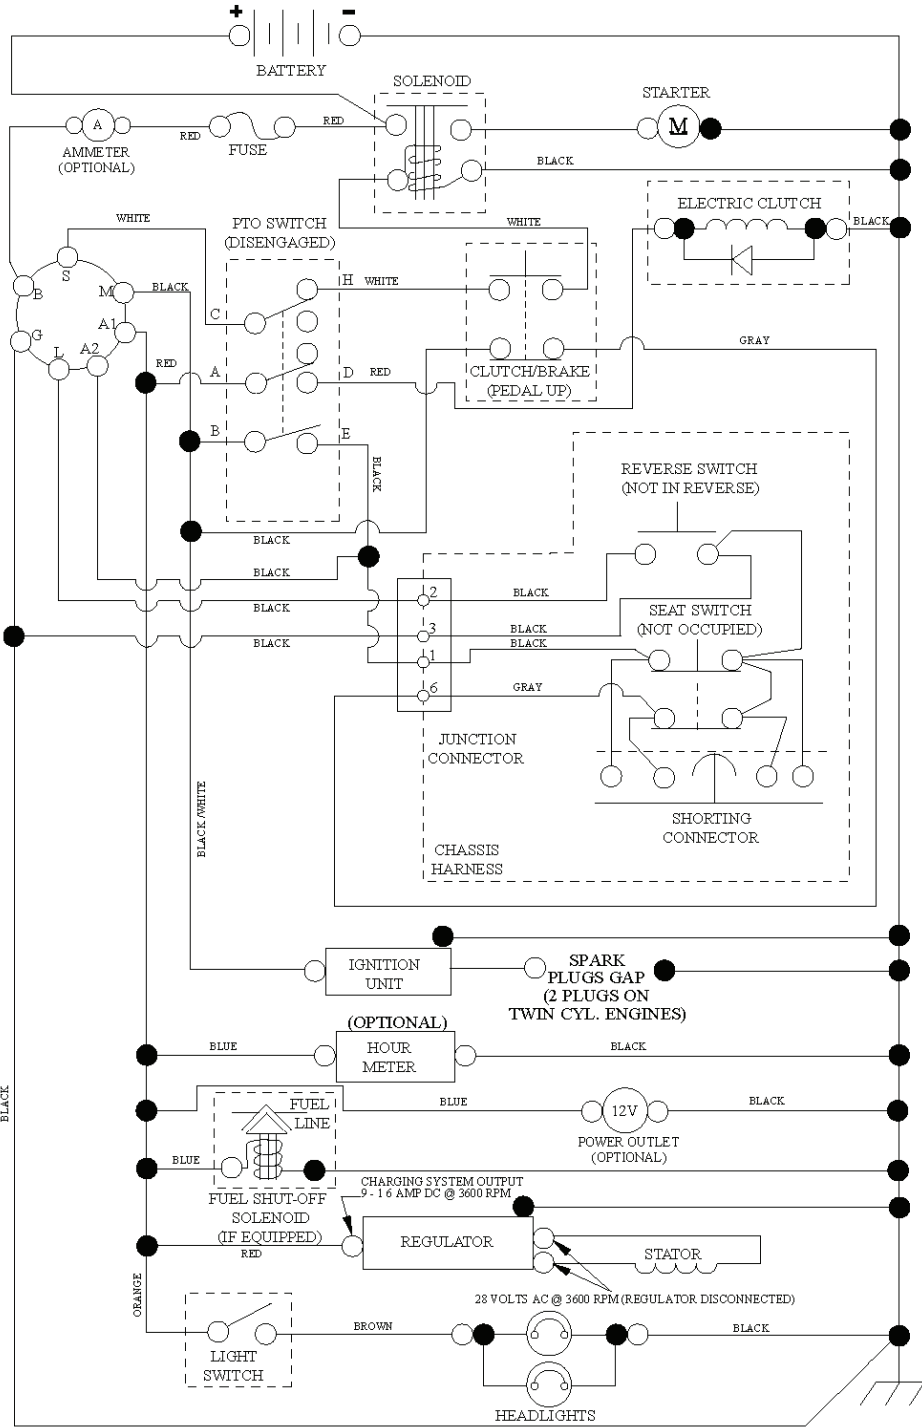 + -
BATTERY
SOLENOID
STARTER
A
AMMETER
(OPTIONAL)
RED
FUSE
RED
M
BLACK
WHITE
PTO SWITCH
(DISENGAGED)
WHITE
ELECTRIC CLUTCH
BLACK
S
B
M
BLACK
H
WHITE
G
A1
C
L
A2
RED
A
D
RED
CLUTCH/BRAKE
(PEDAL UP)
GRAY
B
E
BLACK
REVERSE SWITCH
(NOT IN REVERSE)
BLACK
BLACK
BLACK
2
BLACK
SEAT SWITCH
(NOT OCCUPIED)
BLACK
3
BLACK
BLACK
1
6
GRAY
JUNCTION
CONNECTOR
BLACK/WHITE
SHORTING
CONNECTOR
CHASSIS
HARNESS
IGNITION
UNIT
SPARK
PLUGS GAP
(2 PLUGS ON
TWIN CYL. ENGINES)
(OPTIONAL)
BLUE
HOUR
METER
BLACK
BLACK
FUEL
LINE
BLUE
12V
BLACK
POWER OUTLET
(OPTIONAL)
BLUE
FUEL SHUT-OFF
SOLENOID
(IF EQUIPPED)
CHARGING SYSTEM OUTPUT
9 - 16 AMP DC @ 3600 RPM
RED
REGULATOR
STATOR
ORANGE
28 VOLTS AC @ 3600 RPM (REGULATOR DISCONNECTED)
BROWN
BLACK
LIGHT
SWITCH
HEADLIGHTS